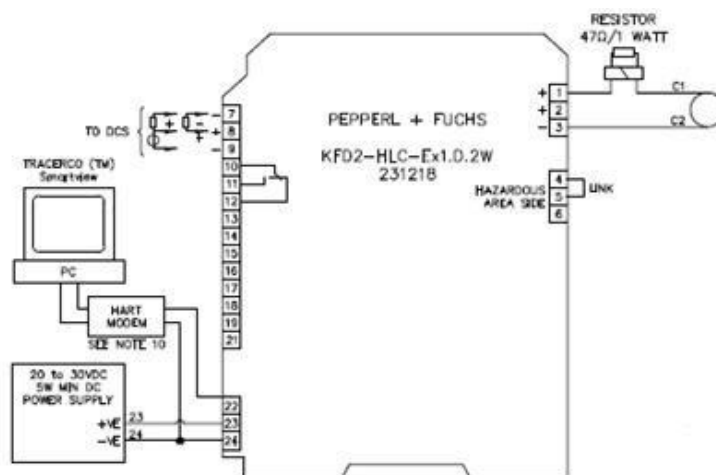 RESISTOR
47Ω/1 WATT
C1
C2
+ 1
+ 2
- 3
PEPPERL + FUCHS
KFD2-HLC-Ex1.D.2W
231218
HAZARDOUS
AREA SIDE
4
5
6
LINK
TO DCS
+
-
+
- 7
+ 8
- 9
10
11
12
13
14
15
16
17
18
19
21
22
23
24
TRACERCO (TM)
Smartview
PC
HART
MODEM
SEE NOTE 10
20 to 30VDC
5W MIN DC
POWER SUPPLY
+VE 23
-VE 24